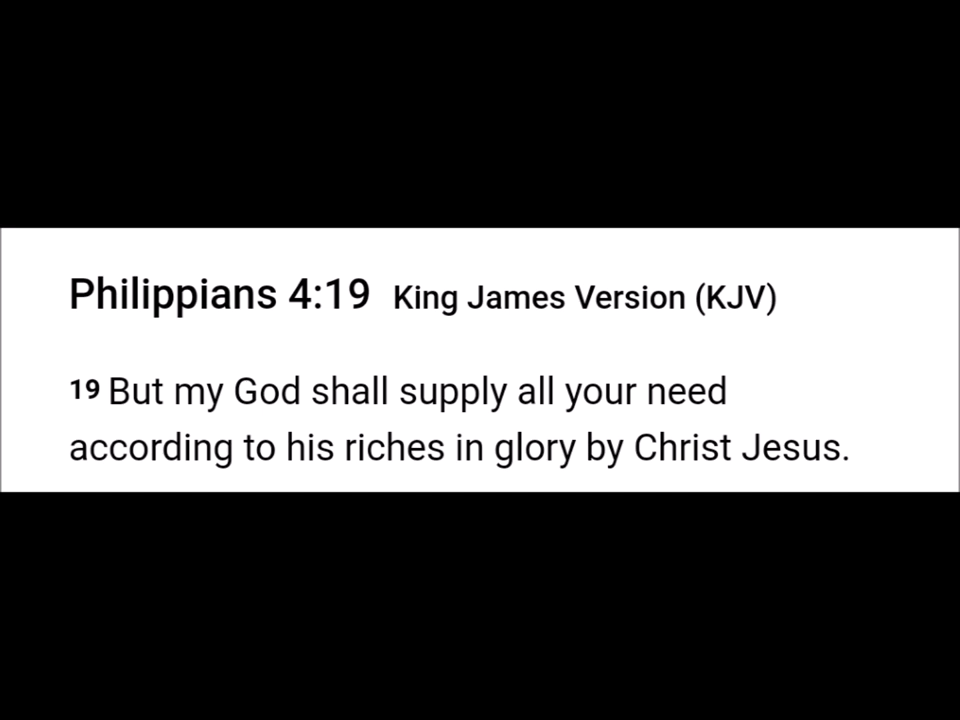 Philippians 4:19 King James Version (KJV)
19 But my God shall supply all your need
according to his riches in glory by Christ Jesus.